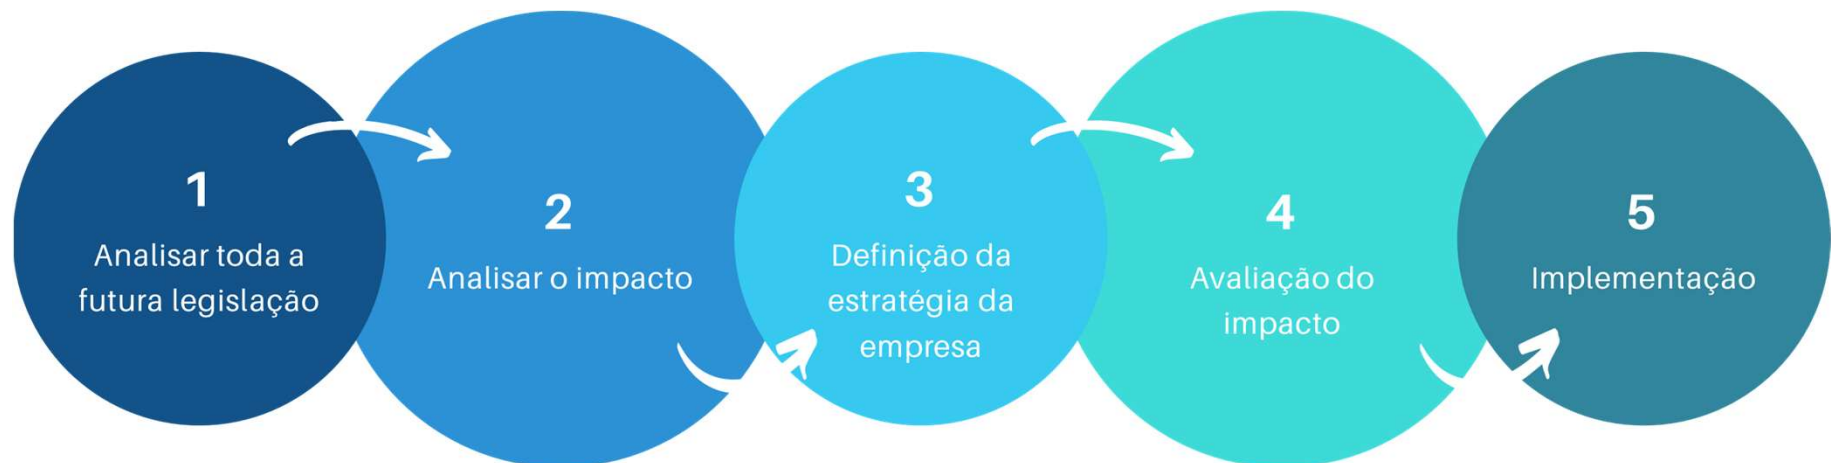 1
Analisar toda a
futura legislação
2
Analisar o impacto
3
Definição da
estratégia da
empresa
4
Avaliação do
impacto
5
Implementação